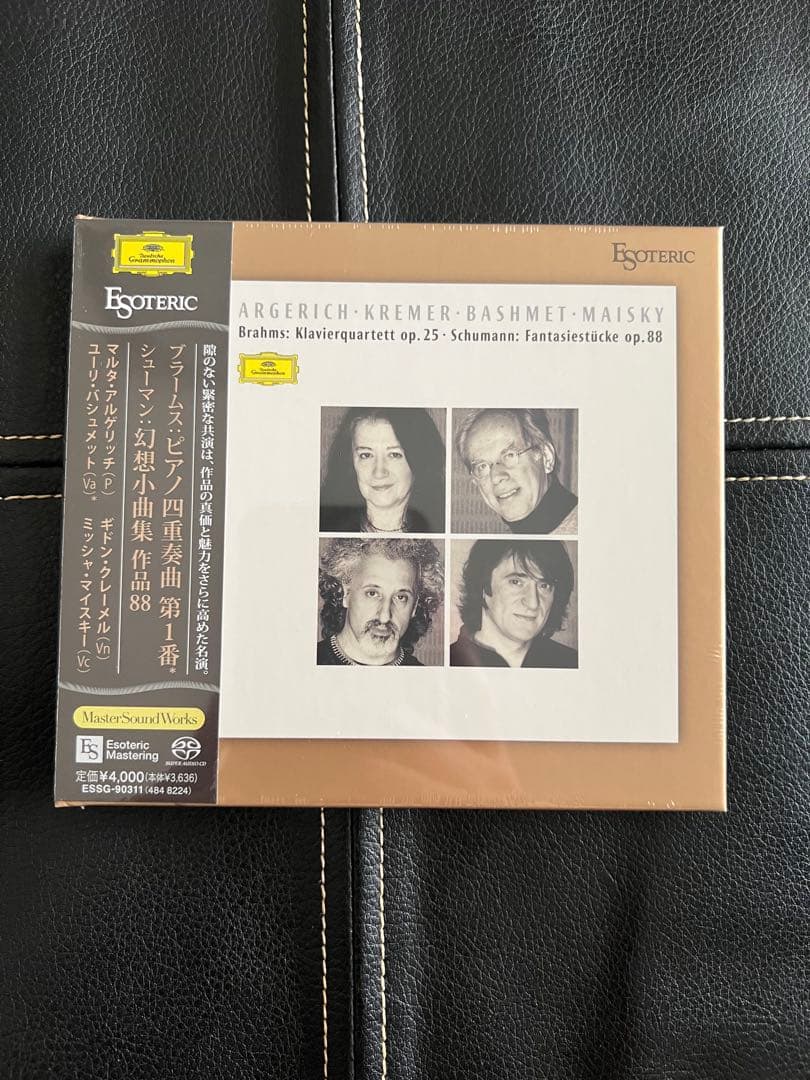 Deutsche
Grammophon
ESOTERIC
隙のない緊密な共演は、作品の真価と魅力をさらに高めた名演。
ブラームス:ピアノ四重奏曲 第1番*
シューマン:幻想小曲集 作品88
マルタ・アルゲリッチ(P) ギドン・クレーメル(Vn)
ユーリ・バシュメット(Va)* ミッシャ・マイスキー(Vc)
MasterSoundWorks
ES Esoteric
Mastering
SUPER AUDIO CD
定価¥4,000(本体¥3,636)
ESSG-90311(484 8224)
ESOTERIC
ARGERICH·KREMER·BASHMET·MAISKY
Brahms: Klavierquartett op.25·Schumann: Fantasiestücke op.88
Deutsche
Grammophon